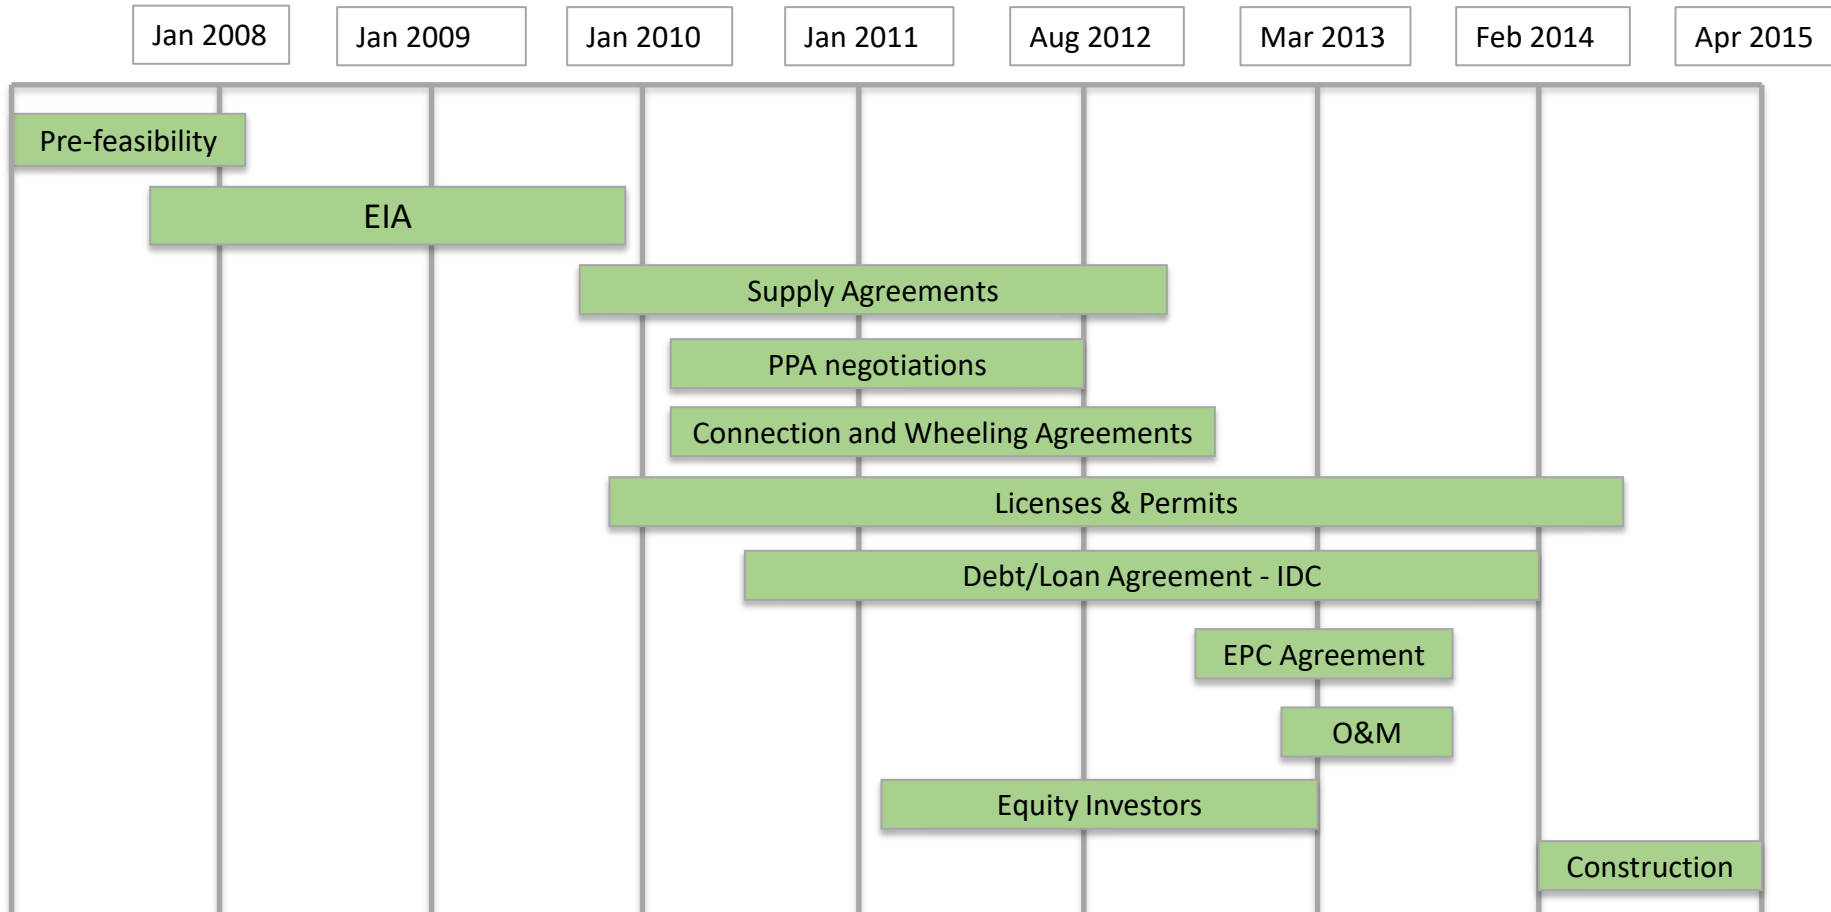 Jan 2008
Jan 2009
Jan 2010
Jan 2011
Aug 2012
Mar 2013
Feb 2014
Apr 2015
Pre-feasibility
EIA
Supply Agreements
PPA negotiations
Connection and Wheeling Agreements
Licenses & Permits
Debt/Loan Agreement - IDC
EPC Agreement
O&M
Equity Investors
Construction